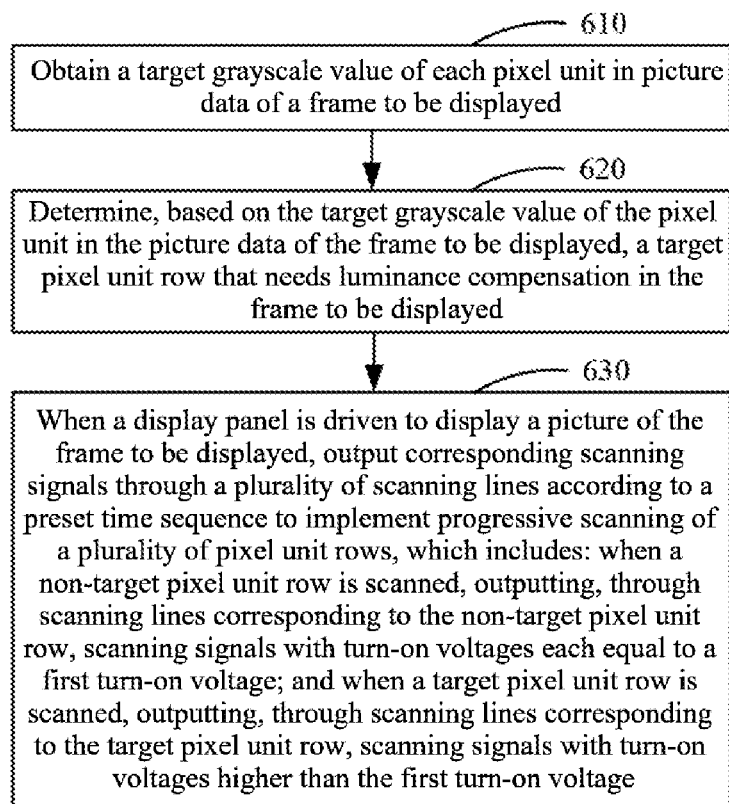 610
Obtain a target grayscale value of each pixel unit in picture
data of a frame to be displayed
620
Determine, based on the target grayscale value of the pixel
unit in the picture data of the frame to be displayed, a target
pixel unit row that needs luminance compensation in the
frame to be displayed
630
When a display panel is driven to display a picture of the
frame to be displayed, output corresponding scanning
signals through a plurality of scanning lines according to a
preset time sequence to implement progressive scanning of
a plurality of pixel unit rows, which includes: when a
non-target pixel unit row is scanned, outputting, through
scanning lines corresponding to the non-target pixel unit
row, scanning signals with turn-on voltages each equal to a
first turn-on voltage; and when a target pixel unit row is
scanned, outputting, through scanning lines corresponding
to the target pixel unit row, scanning signals with turn-on
voltages higher than the first turn-on voltage